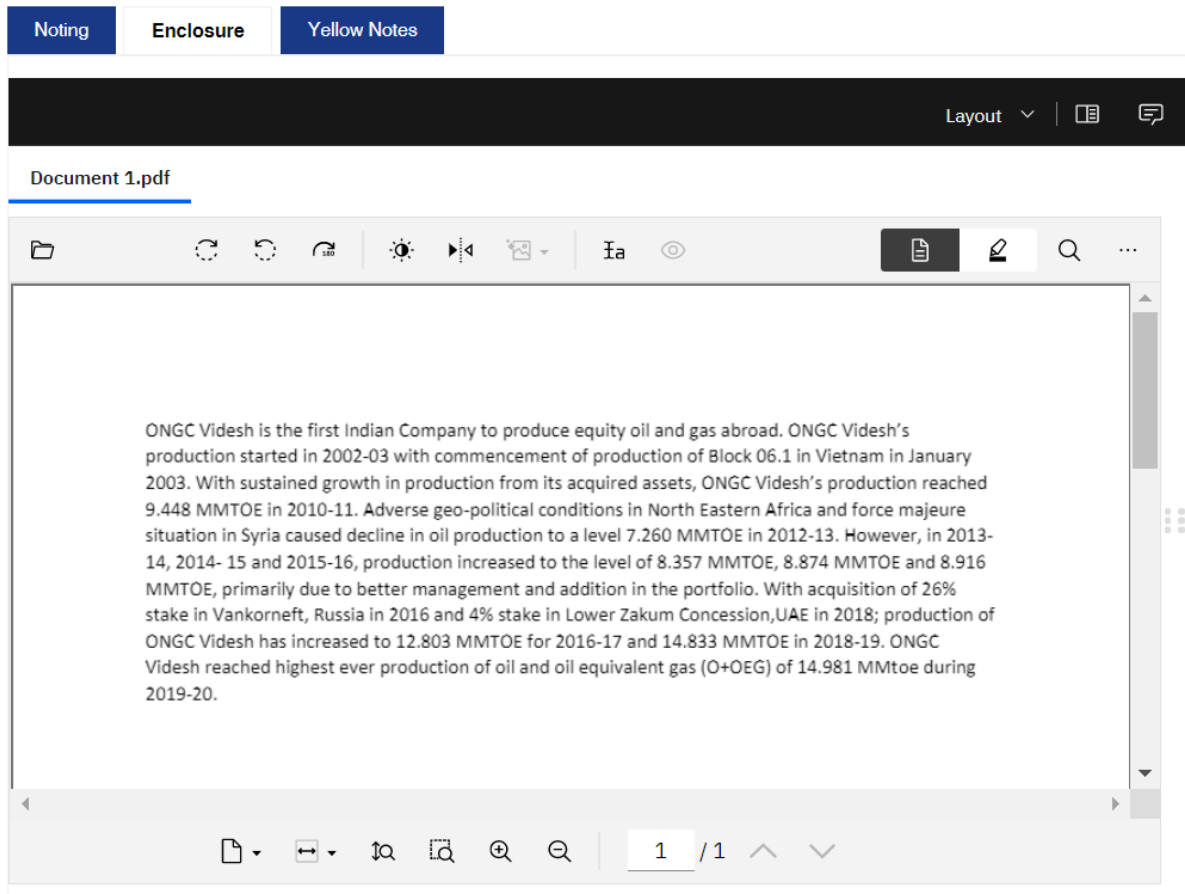 Noting Enclosure Yellow Notes
Layout
Document 1.pdf
180
a
ONGC Videsh is the first Indian Company to produce equity oil and gas abroad. ONGC Videsh’s
production started in 2002-03 with commencement of production of Block 06.1 in Vietnam in January
2003. With sustained growth in production from its acquired assets, ONGC Videsh’s production reached
9.448 MMTOE in 2010-11. Adverse geo-political conditions in North Eastern Africa and force majeure
situation in Syria caused decline in oil production to a level 7.260 MMTOE in 2012-13. However, in 2013-
14, 2014- 15 and 2015-16, production increased to the level of 8.357 MMTOE, 8.874 MMTOE and 8.916
MMTOE, primarily due to better management and addition in the portfolio. With acquisition of 26%
stake in Vankorneft, Russia in 2016 and 4% stake in Lower Zakum Concession,UAE in 2018; production of
ONGC Videsh has increased to 12.803 MMTOE for 2016-17 and 14.833 MMTOE in 2018-19. ONGC
Videsh reached highest ever production of oil and oil equivalent gas (O+OEG) of 14.981 MMtoe during
2019-20.
1 / 1